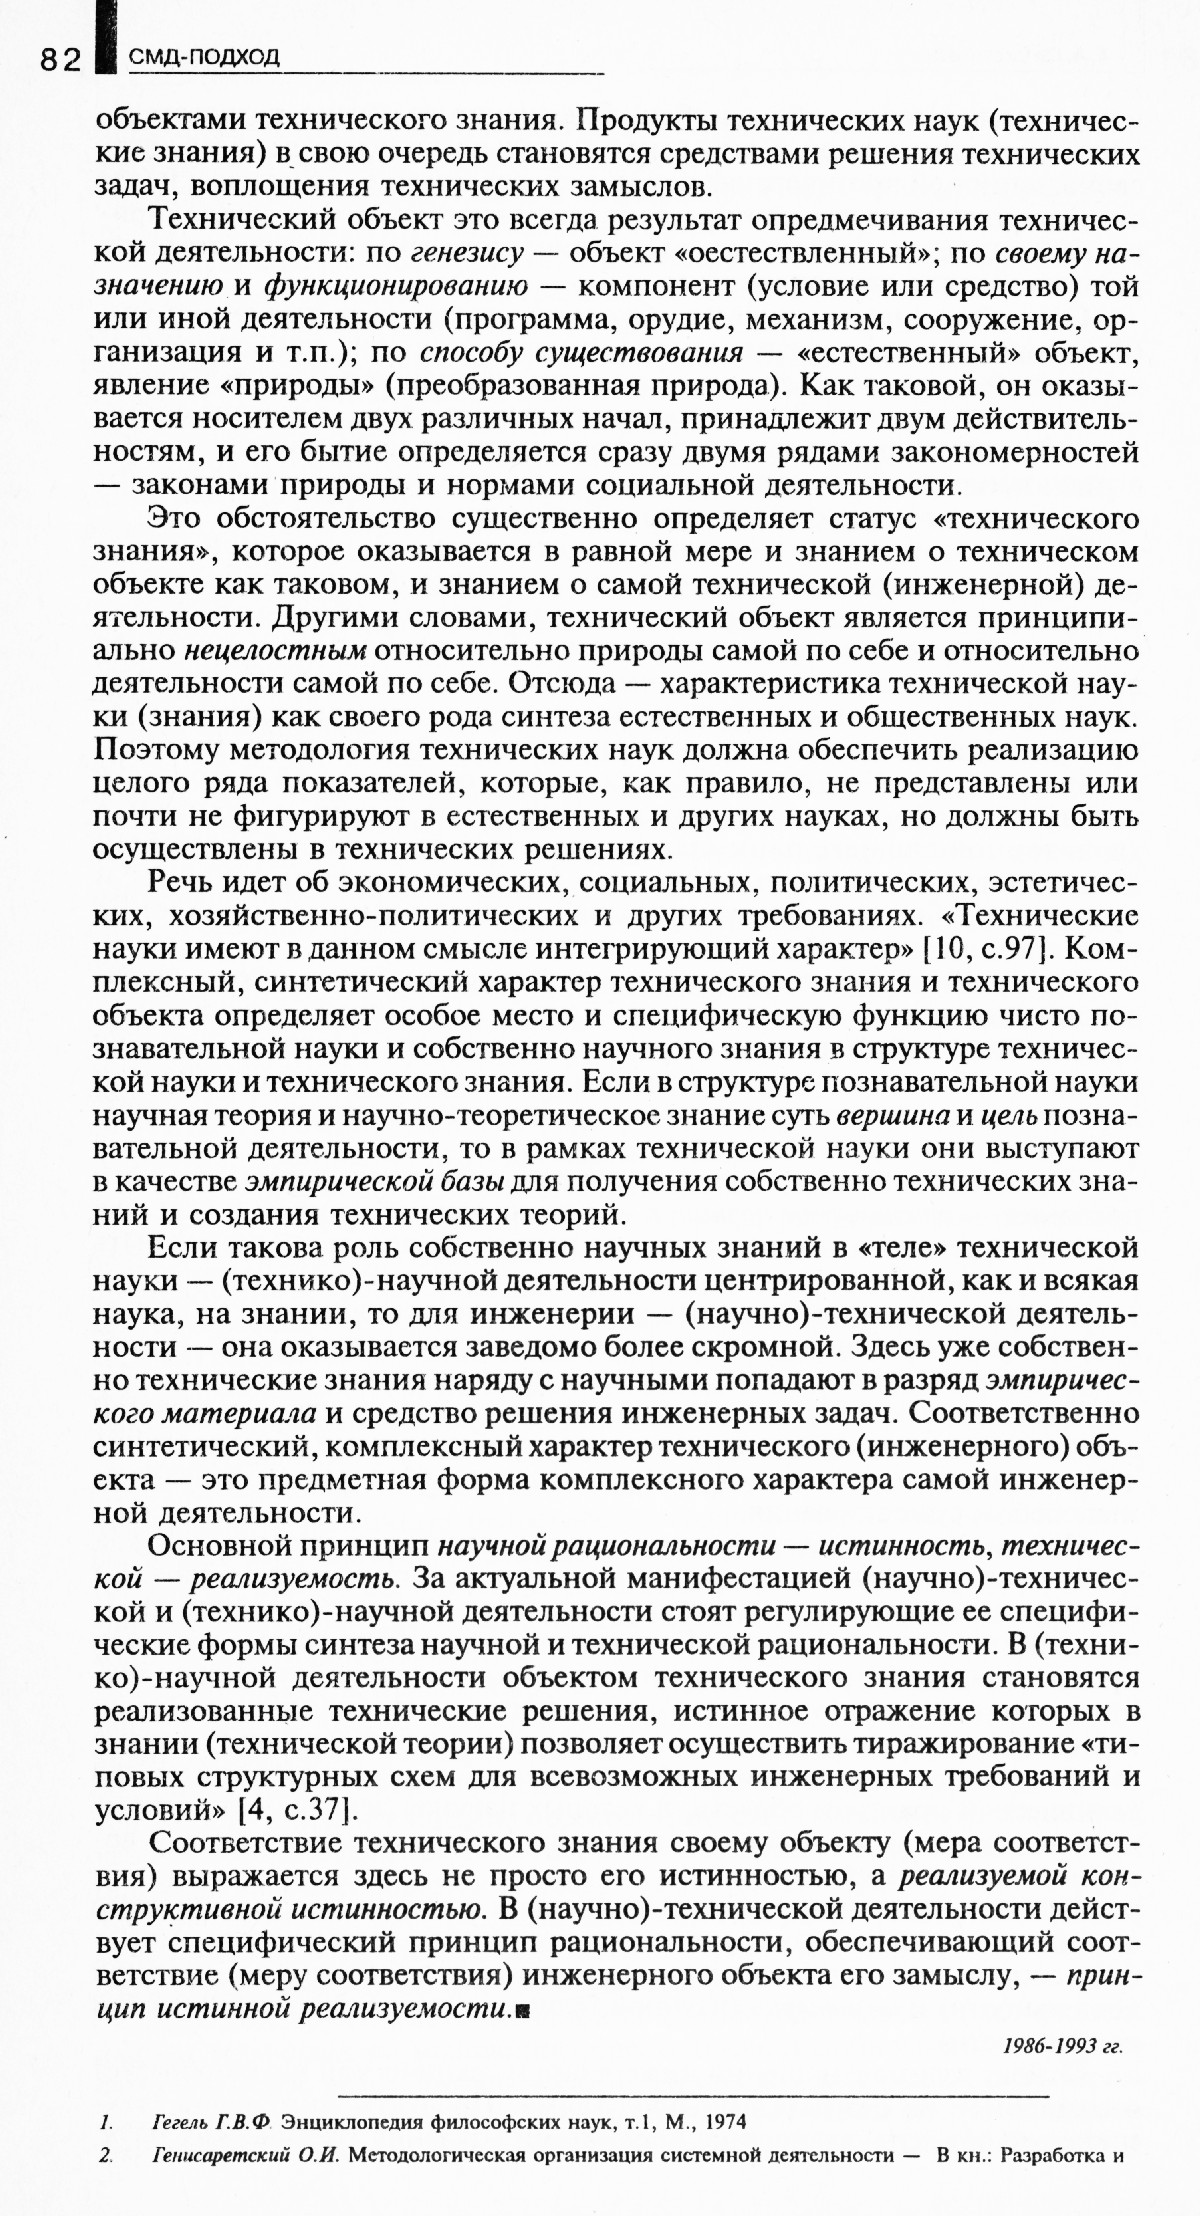 82
СМД-ПОДХОД
объектами технического знания. Продукты технических наук (техничес-
кие знания) в свою очередь становятся средствами решения технических
задач, воплощения технических замыслов.
Технический объект это всегда результат опредмечивания техничес-
кой деятельности: по генезису — объект «оестествленный»; по своему на-
значению и функционированию — компонент (условие или средство) той
или иной деятельности (программа, орудие, механизм, сооружение, ор-
ганизация и т.п.); по способу существования — «естественный» объект,
явление «природы» (преобразованная природа). Как таковой, он оказы-
вается носителем двух различных начал, принадлежит двум действитель-
ностям, и его бытие определяется сразу двумя рядами закономерностей
— законами природы и нормами социальной деятельности.
Это обстоятельство существенно определяет статус «технического
знания», которое оказывается в равной мере и знанием о техническом
объекте как таковом, и знанием о самой технической (инженерной) де-
ятельности. Другими словами, технический объект является принципи-
ально нецелостным относительно природы самой по себе и относительно
деятельности самой по себе. Отсюда — характеристика технической нау-
ки (знания) как своего рода синтеза естественных и общественных наук.
Поэтому методология технических наук должна обеспечить реализацию
целого ряда показателей, которые, как правило, не представлены или
почти не фигурируют в естественных и других науках, но должны быть
осуществлены в технических решениях.
Речь идет об экономических, социальных, политических, эстетичес-
ких, хозяйственно-политических и других требованиях. «Технические
науки имеют в данном смысле интегрирующий характер» [10, с.97]. Ком-
плексный, синтетический характер технического знания и технического
объекта определяет особое место и специфическую функцию чисто по-
знавательной науки и собственно научного знания в структуре техничес-
кой науки и технического знания. Если в структуре познавательной науки
научная теория и научно-теоретическое знание суть вершина и цель позна-
вательной деятельности, то в рамках технической науки они выступают
в качестве эмпирической базы для получения собственно технических зна-
ний и создания технических теорий.
Если такова роль собственно научных знаний в «теле» технической
науки — (технико)-научной деятельности центрированной, как и всякая
наука, на знании, то для инженерии — (научно)-технической деятель-
ности — она оказывается заведомо более скромной. Здесь уже собствен-
но технические знания наряду с научными попадают в разряд эмпиричес-
кого материала и средство решения инженерных задач. Соответственно
синтетический, комплексный характер технического (инженерного) объ-
екта — это предметная форма комплексного характера самой инженер-
ной деятельности.
Основной принцип научной рациональности — истинность, техничес-
кой — реализуемость. За актуальной манифестацией (научно)-техничес-
кой и (технико)-научной деятельности стоят регулирующие ее специфи-
ческие формы синтеза научной и технической рациональности. В (техни-
ко)-научной деятельности объектом технического знания становятся
реализованные технические решения, истинное отражение которых в
знании (технической теории) позволяет осуществить тиражирование «ти-
повых структурных схем для всевозможных инженерных требований и
условий» [4, с.37].
Соответствие технического знания своему объекту (мера соответст-
вия) выражается здесь не просто его истинностью, а реализуемой кон-
структивной истинностью. В (научно)-технической деятельности дейст-
вует специфический принцип рациональности, обеспечивающий соот-
ветствие (меру соответствия) инженерного объекта его замыслу, — прин-
цип истинной реализуемости.■
1986-1993 гг.
1. Гегель Г.В.Ф Энциклопедия философских наук, т.1, М., 1974
2. Генисаретский О.И. Методологическая организация системной деятельности — В кн.: Разработка и